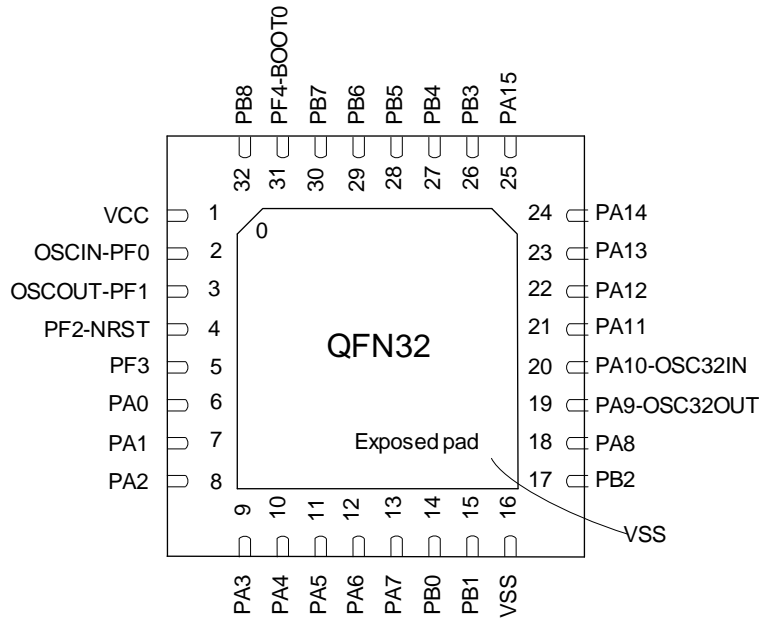 PB8
PF4-BOOT0
PB7
PB6
PB5
PB4
PB3
PA15
32
31
30
29
28
27
26
25
VCC 1
OSCIN-PF0 2
OSCOUT-PF1 3
PF2-NRST 4
PF3 5
PA0 6
PA1 7
PA2 8
0
QFN32
Exposed pad
24 PA14
23 PA13
22 PA12
21 PA11
20 PA10-OSC32IN
19 PA9-OSC32OUT
18 PA8
17 PB2
VSS
9
10
11
12
13
14
15
16
PA3
PA4
PA5
PA6
PA7
PB0
PB1
VSS